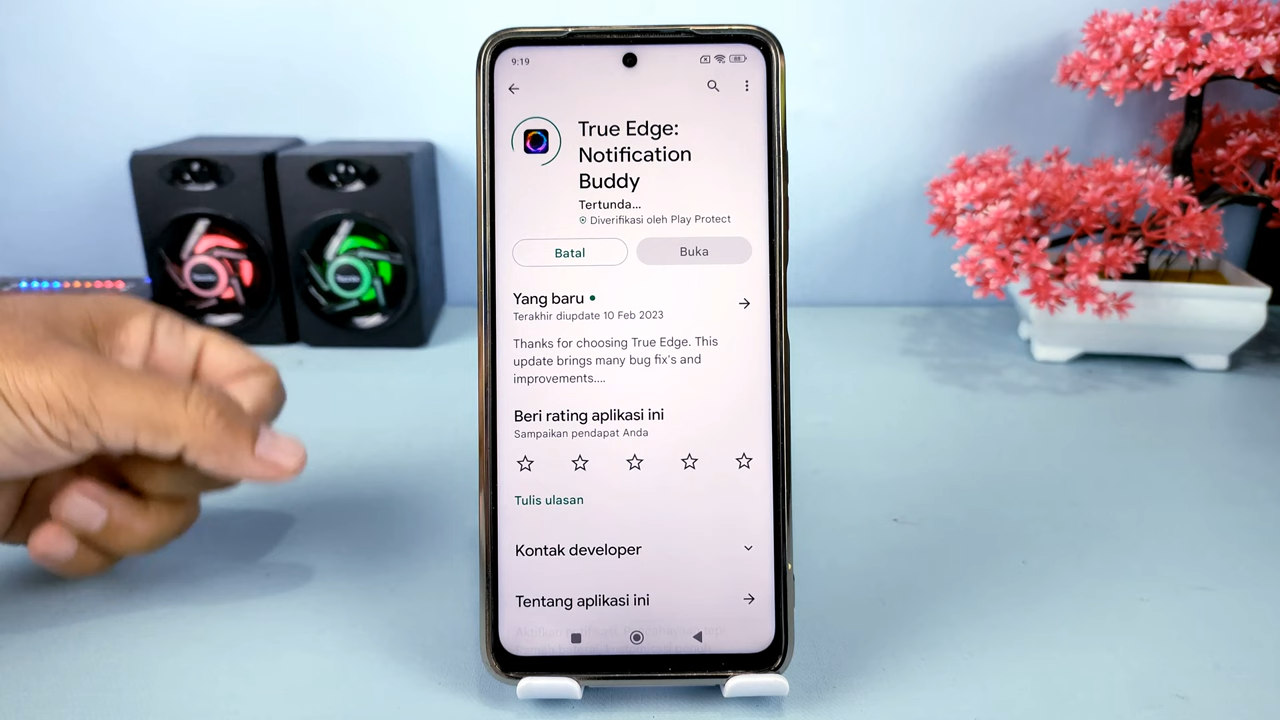 9:19
True Edge:
Notification
Buddy
Tertunda...
Diverifikasi oleh Play Protect
Batal
Buka
Yang baru
Terakhir diupdate 10 Feb 2023
Thanks for choosing True Edge. This
update brings many bug fix's and
improvements....
Beri rating aplikasi ini
Sampaikan pendapat Anda
Tulis ulasan
Kontak developer
Tentang aplikasi ini